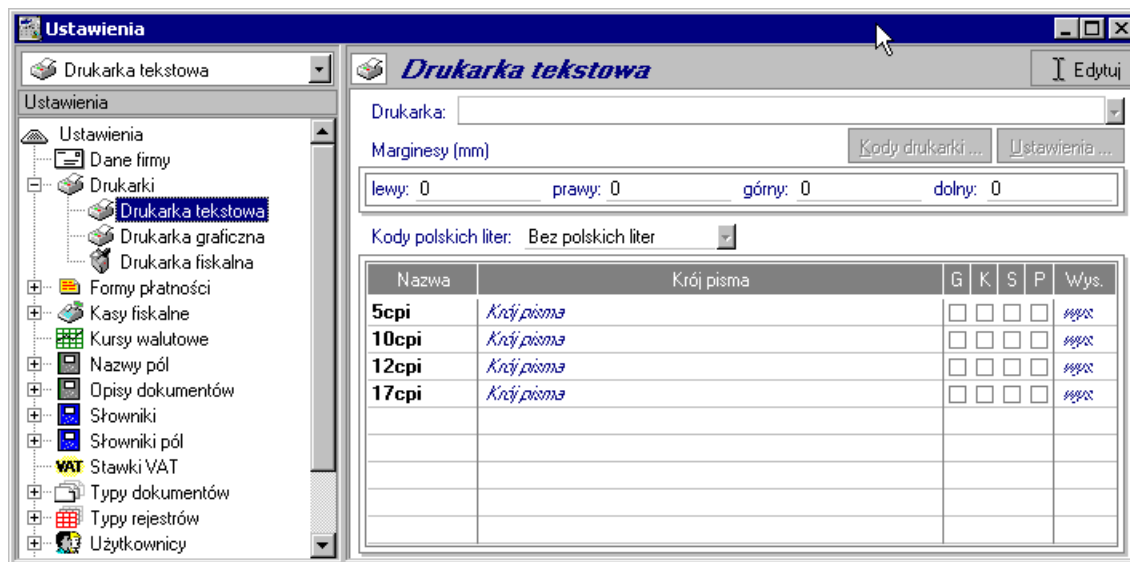 Ustawienia
Drukarka tekstowa
Ustawienia
Ustawienia
Dane firmy
Drukarki
Drukarka tekstowa
Drukarka graficzna
Drukarka fiskalna
Formy płatności
Kasy fiskalne
Kursy walutowe
Nazwy pól
Opisy dokumentów
Słowniki
Słowniki pól
VAT Stawki VAT
Typy dokumentów
Typy rejestrów
Użytkownicy
Drukarka tekstowa
Edytuj
Drukarka:
Marginesy (mm)
Kody drukarki ...
Ustawienia ...
lewy: 0 prawy: 0 górny: 0 dolny: 0
Kody polskich liter: Bez polskich liter
Nazwa Krój pisma G K S P Wys.
5cpi Krój pisma wys
10cpi Krój pisma wys
12cpi Krój pisma wys
17cpi Krój pisma wys